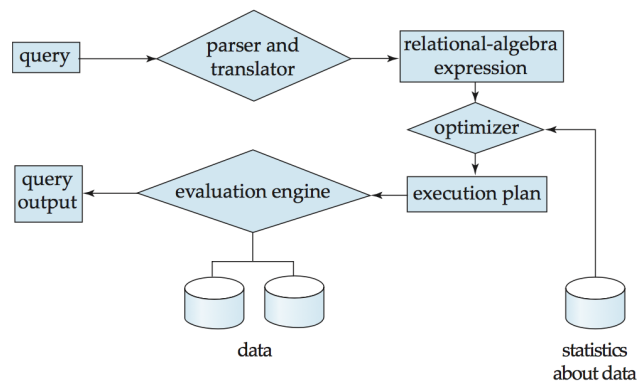 query
parser and
translator
relational-algebra
expression
optimizer
query
output
evaluation engine
execution plan
data
statistics
about data